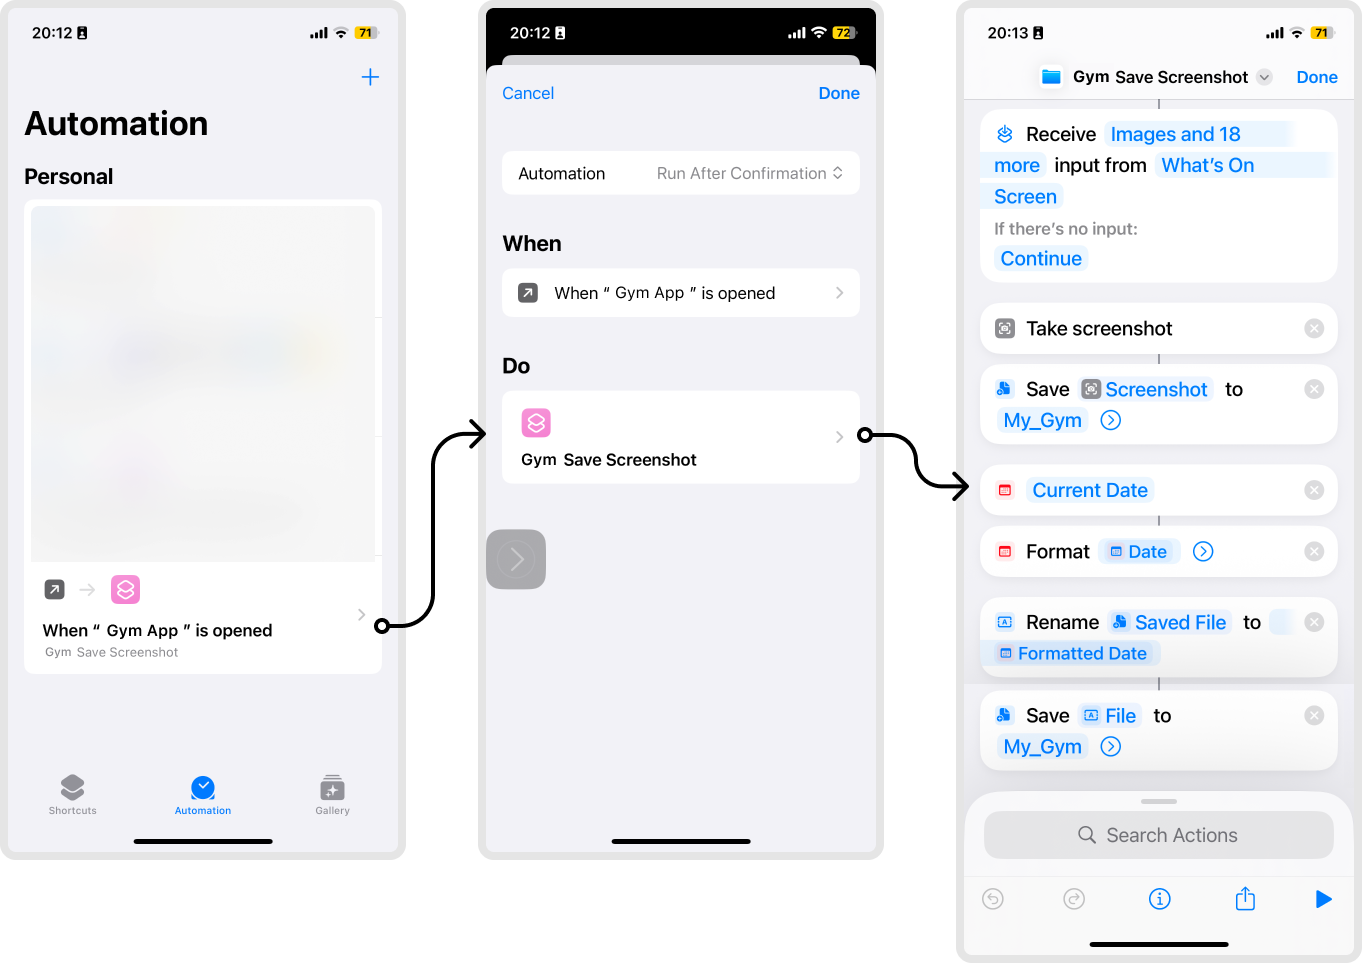 20:12
71
Automation
Personal
When “ Gym App ” is opened
Gym Save Screenshot
Shortcuts
Automation
Gallery
20:12
72
Cancel
Done
Automation
Run After Confirmation
When
When “ Gym App ” is opened
Do
Gym Save Screenshot
20:13
71
Gym Save Screenshot
Done
Receive Images and 18
more input from What’s On
Screen
If there’s no input:
Continue
Take screenshot
Save Screenshot to
My_Gym
Current Date
Format Date
Rename Saved File to
Formatted Date
Save File to
My_Gym
Search Actions